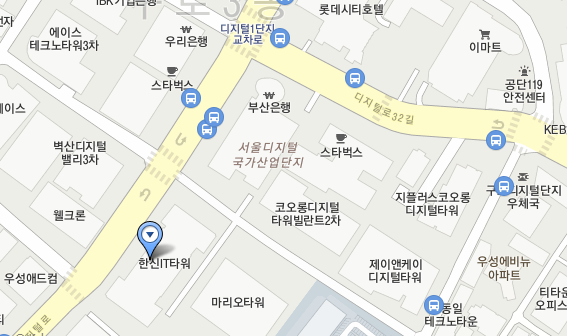 IBK기업은행
구로3동
롯데시티호텔
에이스
테크노타워3차
우리은행
디지털1단지
교차로
이마트
스타벅스
공단119
안전센터
부산은행
디지털로32길
KEB
벽산디지털
밸리3차
서울디지털
국가산업단지
스타벅스
코오롱디지털
타워빌란트2차
지플러스코오롱
디지털타워
디지털단지
우체국
웰크론
한신IT타워
우성애드컴
마리오타워
제이앤케이
디지털타워
우성에비뉴
아파트
동일
테크노타운
티타운
오피스